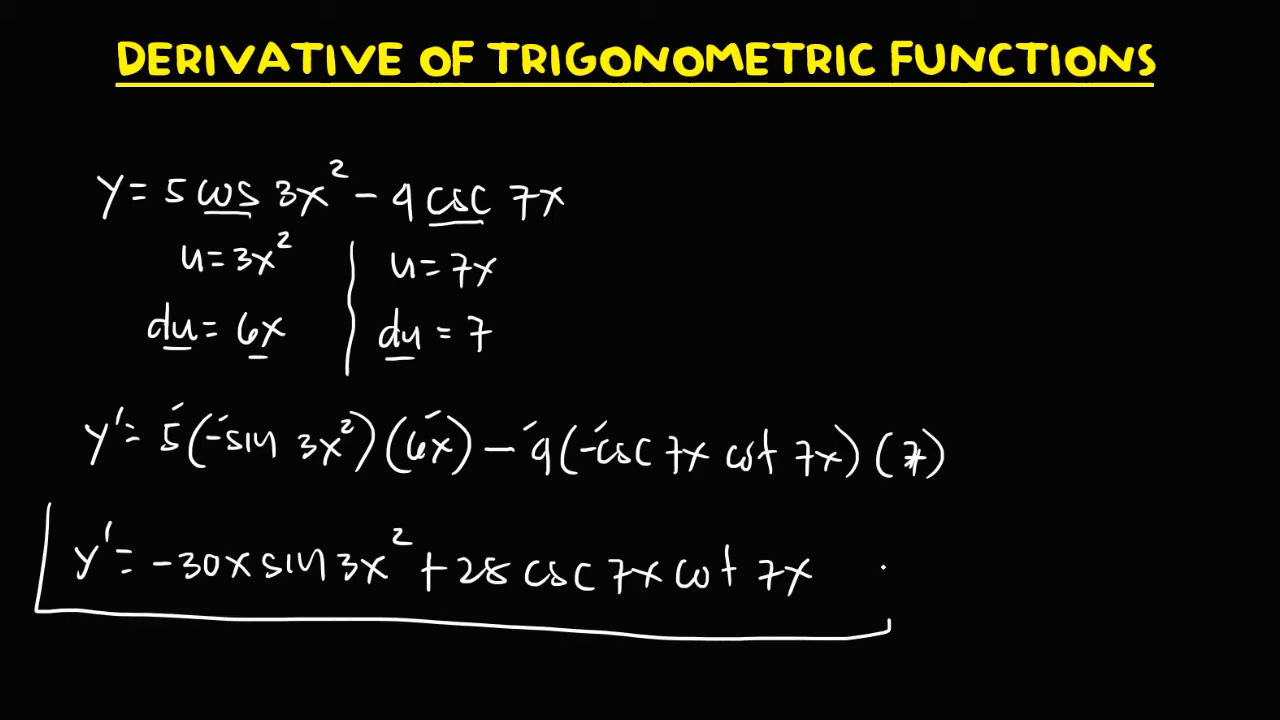 DERIVATIVE OF TRIGONOMETRIC FUNCTIONS
y = 5 cos 3x² - 4 csc 7x
u = 3x² | u = 7x
du = 6x | du = 7
y' = 5(-sin 3x²)(6x) - 4(-csc 7x cot 7x)(7)
y' = -30x sin 3x² + 28 csc 7x cot 7x